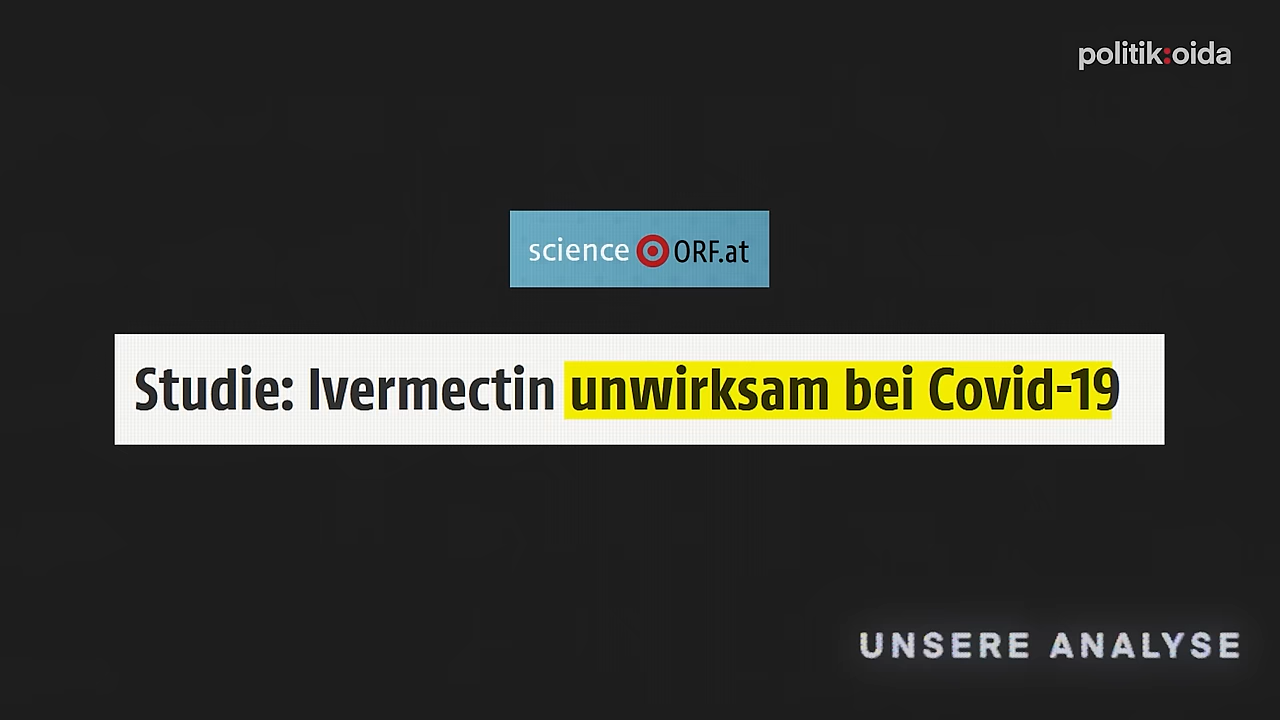 politik:oida
science ORF.at
Studie: Ivermectin unwirksam bei Covid-19
UNSERE ANALYSE